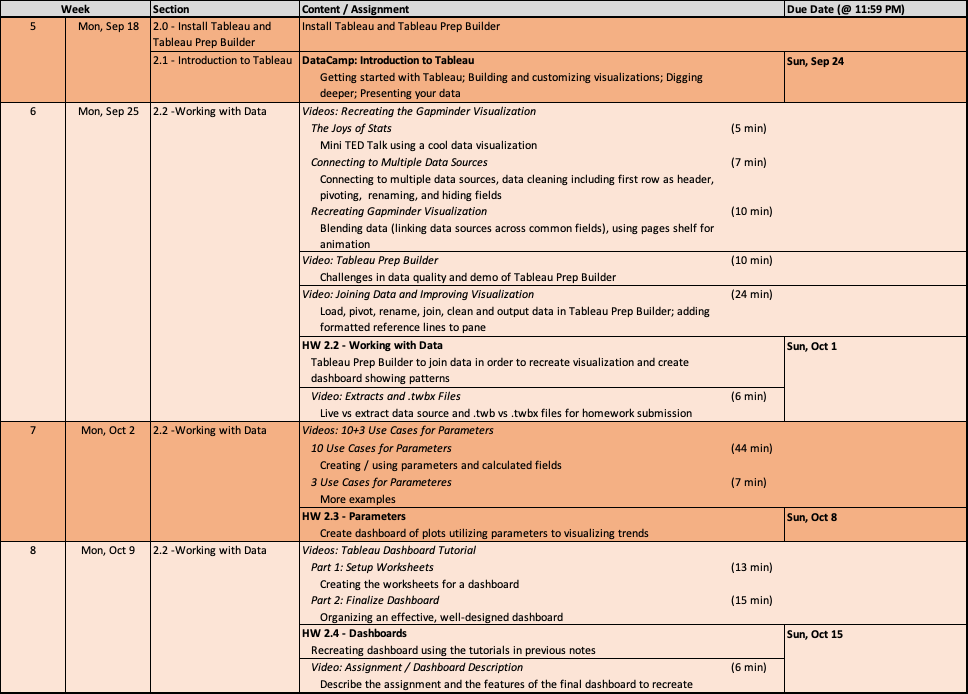 Week Section Content / Assignment Due Date (@ 11:59 PM)
5 Mon, Sep 18 2.0 - Install Tableau and Install Tableau and Tableau Prep Builder
Tableau Prep Builder
2.1 - Introduction to Tableau DataCamp: Introduction to Tableau Sun, Sep 24
Getting started with Tableau; Building and customizing visualizations; Digging
deeper; Presenting your data
6 Mon, Sep 25 2.2 -Working with Data Videos: Recreating the Gapminder Visualization
The Joys of Stats (5 min)
Mini TED Talk using a cool data visualization
Connecting to Multiple Data Sources (7 min)
Connecting to multiple data sources, data cleaning including first row as header,
pivoting, renaming, and hiding fields
Recreating Gapminder Visualization (10 min)
Blending data (linking data sources across common fields), using pages shelf for
animation
Video: Tableau Prep Builder (10 min)
Challenges in data quality and demo of Tableau Prep Builder
Video: Joining Data and Improving Visualization (24 min)
Load, pivot, rename, join, clean and output data in Tableau Prep Builder; adding
formatted reference lines to pane
HW 2.2 - Working with Data Sun, Oct 1
Tableau Prep Builder to join data in order to recreate visualization and create
dashboard showing patterns
Video: Extracts and .twbx Files (6 min)
Live vs extract data source and .twb vs .twbx files for homework submission
7 Mon, Oct 2 2.2 -Working with Data Videos: 10+3 Use Cases for Parameters
10 Use Cases for Parameters (44 min)
Creating / using parameters and calculated fields
3 Use Cases for Parameteres (7 min)
More examples
HW 2.3 - Parameters Sun, Oct 8
Create dashboard of plots utilizing parameters to visualizing trends
8 Mon, Oct 9 2.2 -Working with Data Videos: Tableau Dashboard Tutorial
Part 1: Setup Worksheets (13 min)
Creating the worksheets for a dashboard
Part 2: Finalize Dashboard (15 min)
Organizing an effective, well-designed dashboard
HW 2.4 - Dashboards Sun, Oct 15
Recreating dashboard using the tutorials in previous notes
Video: Assignment / Dashboard Description (6 min)
Describe the assignment and the features of the final dashboard to recreate